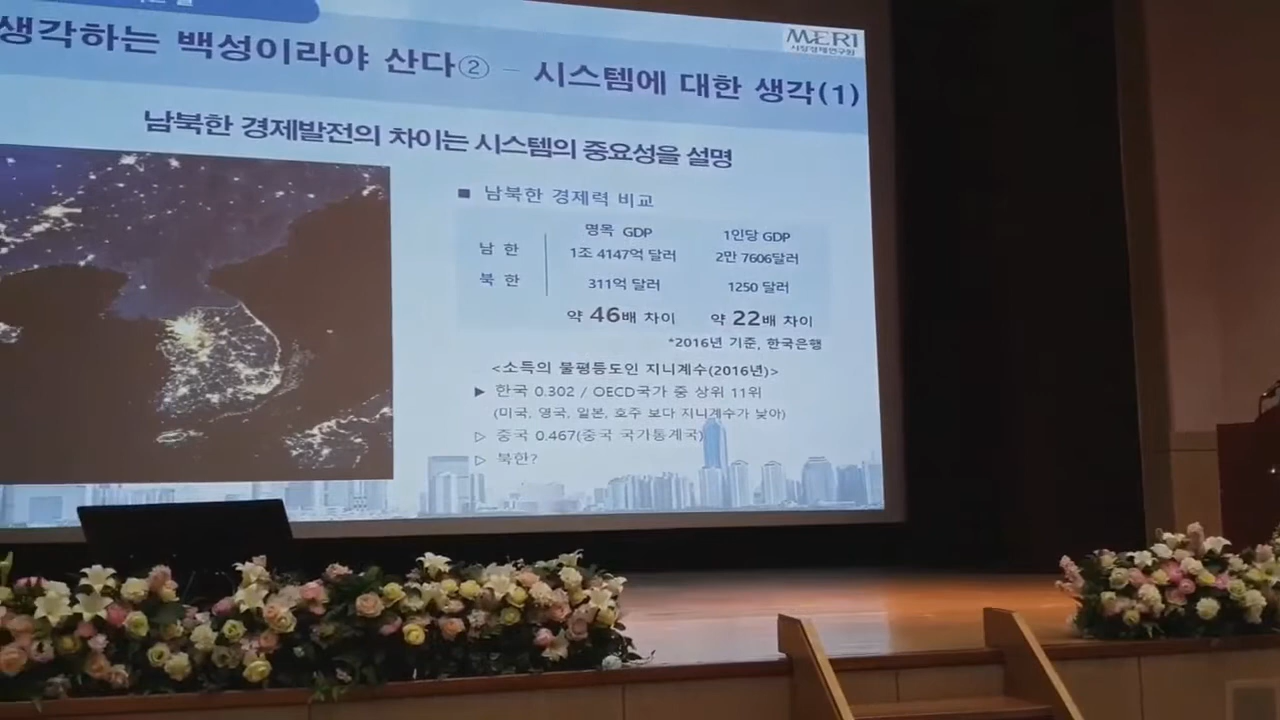 생각하는 백성이라야 산다② – 시스템에 대한 생각(1)
MERI
시장경제연구원
남북한 경제발전의 차이는 시스템의 중요성을 설명
■ 남북한 경제력 비교
명목 GDP 1인당 GDP
남 한 1조 4147억 달러 2만 7606달러
북 한 311억 달러 1250 달러
약 46배 차이 약 22배 차이
*2016년 기준, 한국은행
<소득의 불평등도인 지니계수(2016년)>
▶ 한국 0.302 / OECD국가 중 상위 11위
(미국, 영국, 일본, 호주 보다 지니계수가 낮아)
▷ 중국 0.467(중국 국가통계국)
▷ 북한?